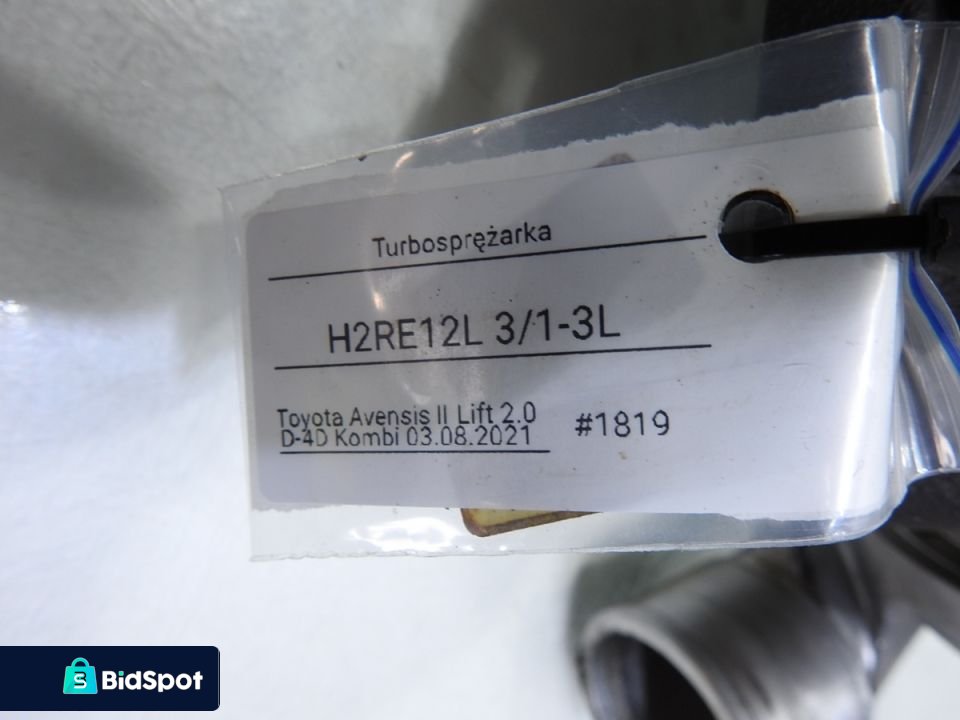 Turbosprężarka
H2RE12L 3/1-3L
Toyota Avensis II Lift 2.0
D-4D Kombi 03.08.2021
#1819
BidSpot